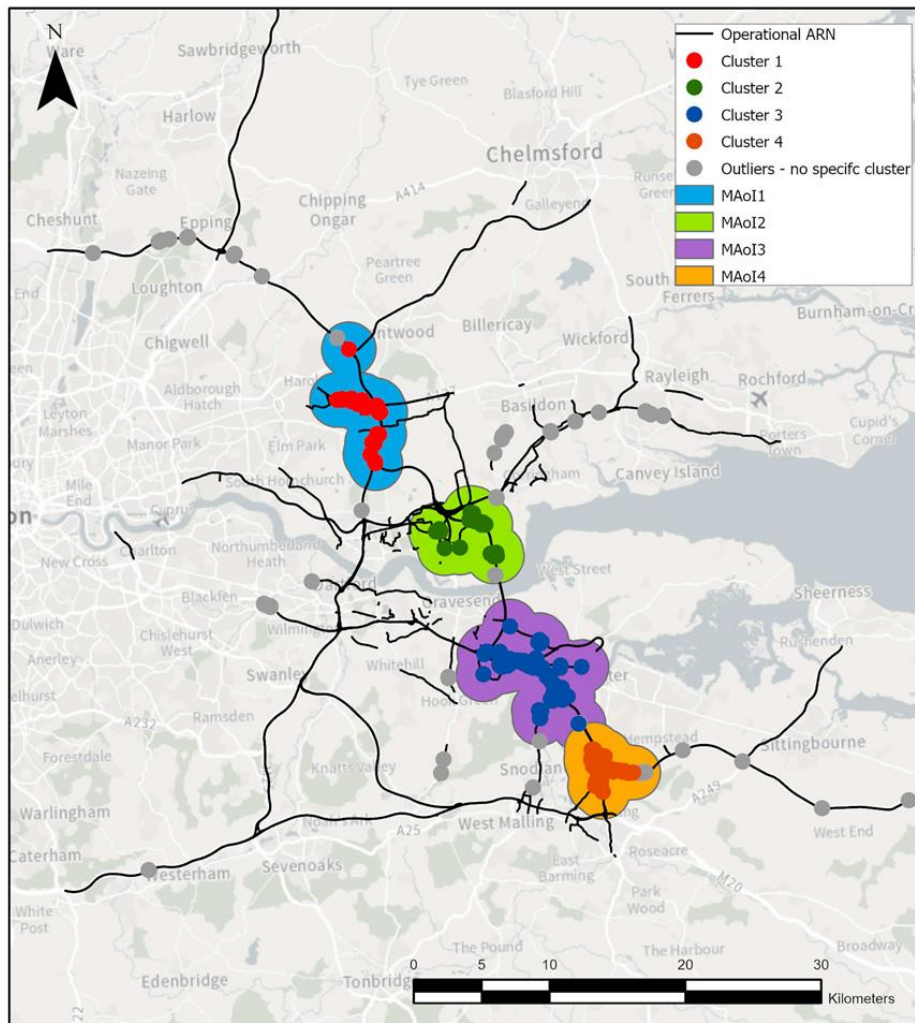 N
Ware
Sawbridgeworth
Tye Green
Blasford Hill
Harlow
Nazeing
Gate
Chelmsford
A414
Galleyend
Chipping
Ongar
Cheshunt
Epping
Peartree
Green
Loughton
South
Ferrers
Billericay
Wickford
Burnham-on-Cr
Chigwell
Rayleigh
Rochford
Aldborough
Hatch
Basildon
Leyton
Marshes
Manor Park
Elm Park
Cupid's
Corner
Porters
Town
Canvey Island
South Hornchurch
Mile
End
Cyprus
Charlton
New Cross
Northumberland
Heath
West Street
Sheerness
Blackfen
Gravesend
Rushenden
Dulwich
Chislehurst
West
Wilmington
Anerley
Whitehill
Swanley
A232
Ramsden
Sittingbourne
Forestdale
Knatts Valley
A249
Warlingham
West Malling
West End
A25
Caterham
Westerham
Sevenoaks
Roseacre
East
Barming
M20
White
Post
Park
Wood
The Pound
The Harbour
Broadway
Edenbridge
Tonbridge
Operational ARN
Cluster 1
Cluster 2
Cluster 3
Cluster 4
Outliers - no specifc cluster
MAoI1
MAoI2
MAoI3
MAoI4
0 5 10 20 30
Kilometers